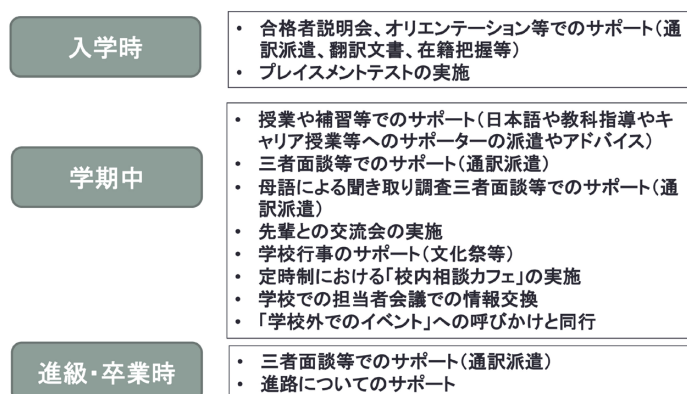 入学時
• 合格者説明会、オリエンテーション等でのサポート(通
訳派遣、翻訳文書、在籍把握等)
• プレイスメントテストの実施
学期中
• 授業や補習等でのサポート(日本語や教科指導やキ
ャリア授業等へのサポーターの派遣やアドバイス)
• 三者面談等でのサポート(通訳派遣)
• 母語による聞き取り調査三者面談等でのサポート(通
訳派遣)
• 先輩との交流会の実施
• 学校行事のサポート(文化祭等)
• 定時制における「校内相談カフェ」の実施
• 学校での担当者会議での情報交換
• 「学校外でのイベント」への呼びかけと同行
進級・卒業時
• 三者面談等でのサポート(通訳派遣)
• 進路についてのサポート